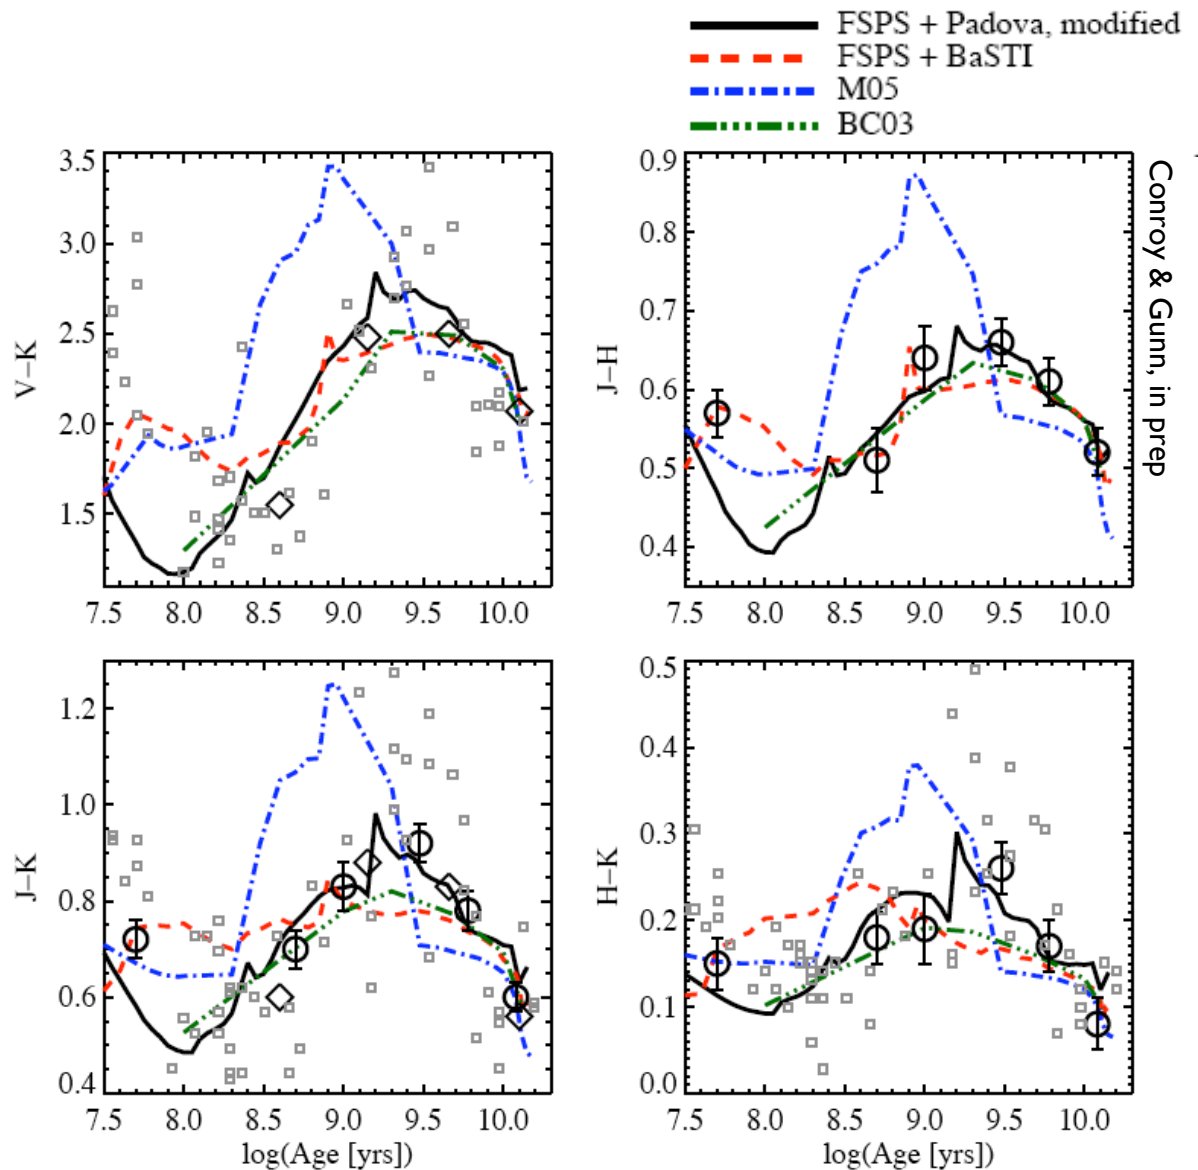 FSPS + Padova, modified
FSPS + BaSTI
M05
BC03
3.5
3.0
2.5
2.0
1.5
V−K
7.5 8.0 8.5 9.0 9.5 10.0
0.9
0.8
0.7
0.6
0.5
0.4
J−H
7.5 8.0 8.5 9.0 9.5 10.0
Conroy & Gunn, in prep
1.2
1.0
0.8
0.6
0.4
J−K
7.5 8.0 8.5 9.0 9.5 10.0
log(Age [yrs])
0.5
0.4
0.3
0.2
0.1
0.0
H−K
7.5 8.0 8.5 9.0 9.5 10.0
log(Age [yrs])